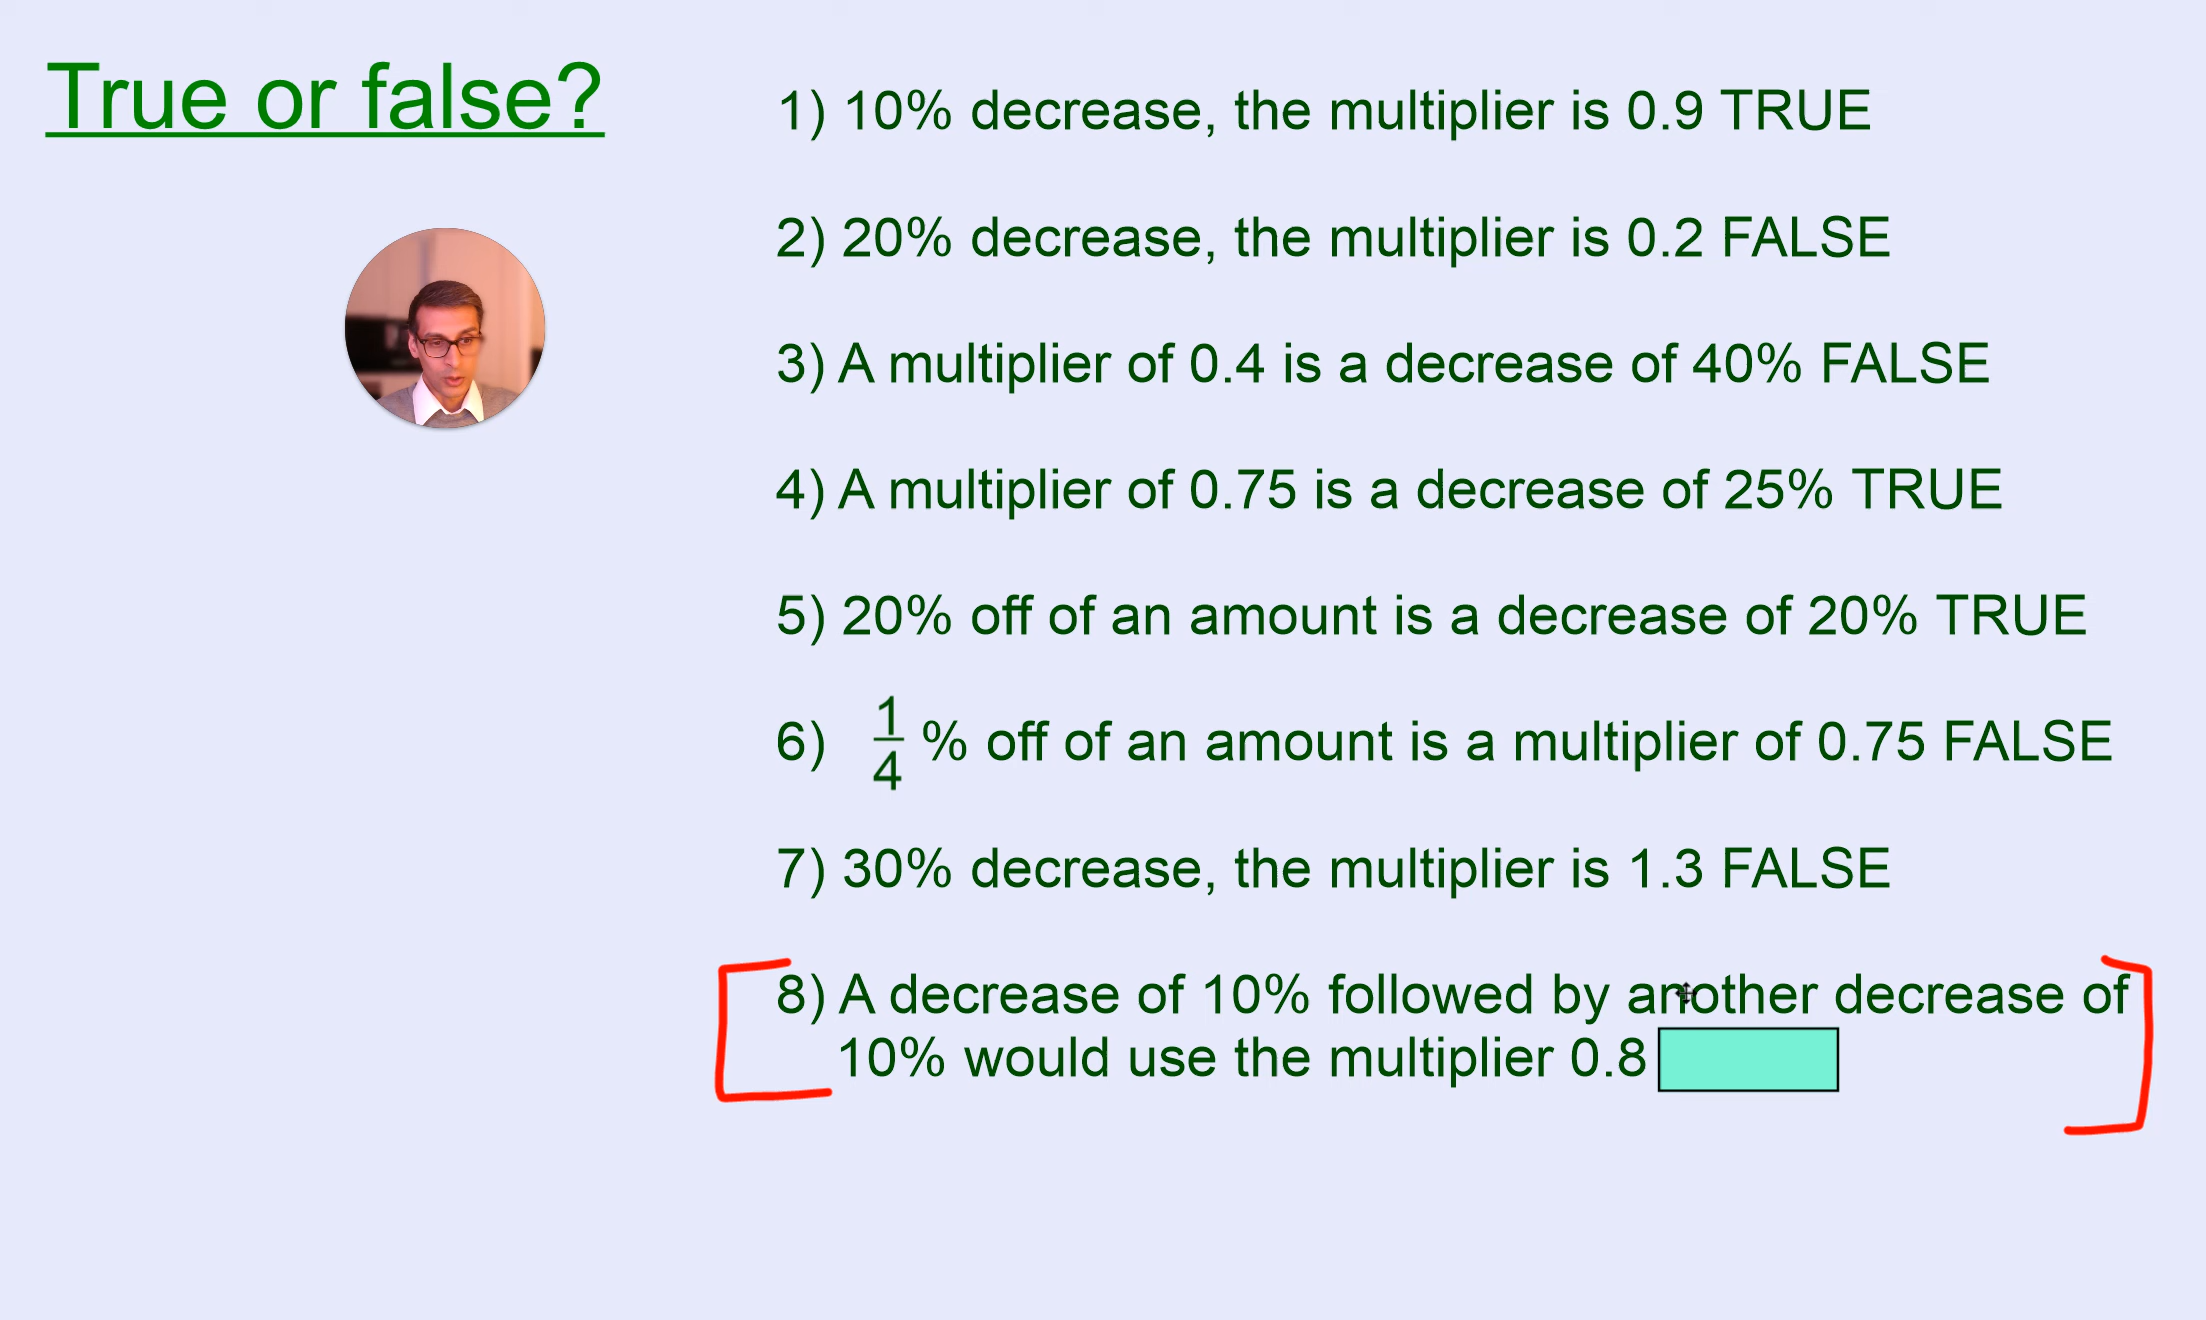 True or false?
1) 10% decrease, the multiplier is 0.9 TRUE
2) 20% decrease, the multiplier is 0.2 FALSE
3) A multiplier of 0.4 is a decrease of 40% FALSE
4) A multiplier of 0.75 is a decrease of 25% TRUE
5) 20% off of an amount is a decrease of 20% TRUE
6) 1/4 % off of an amount is a multiplier of 0.75 FALSE
7) 30% decrease, the multiplier is 1.3 FALSE
8) A decrease of 10% followed by another decrease of
10% would use the multiplier 0.8